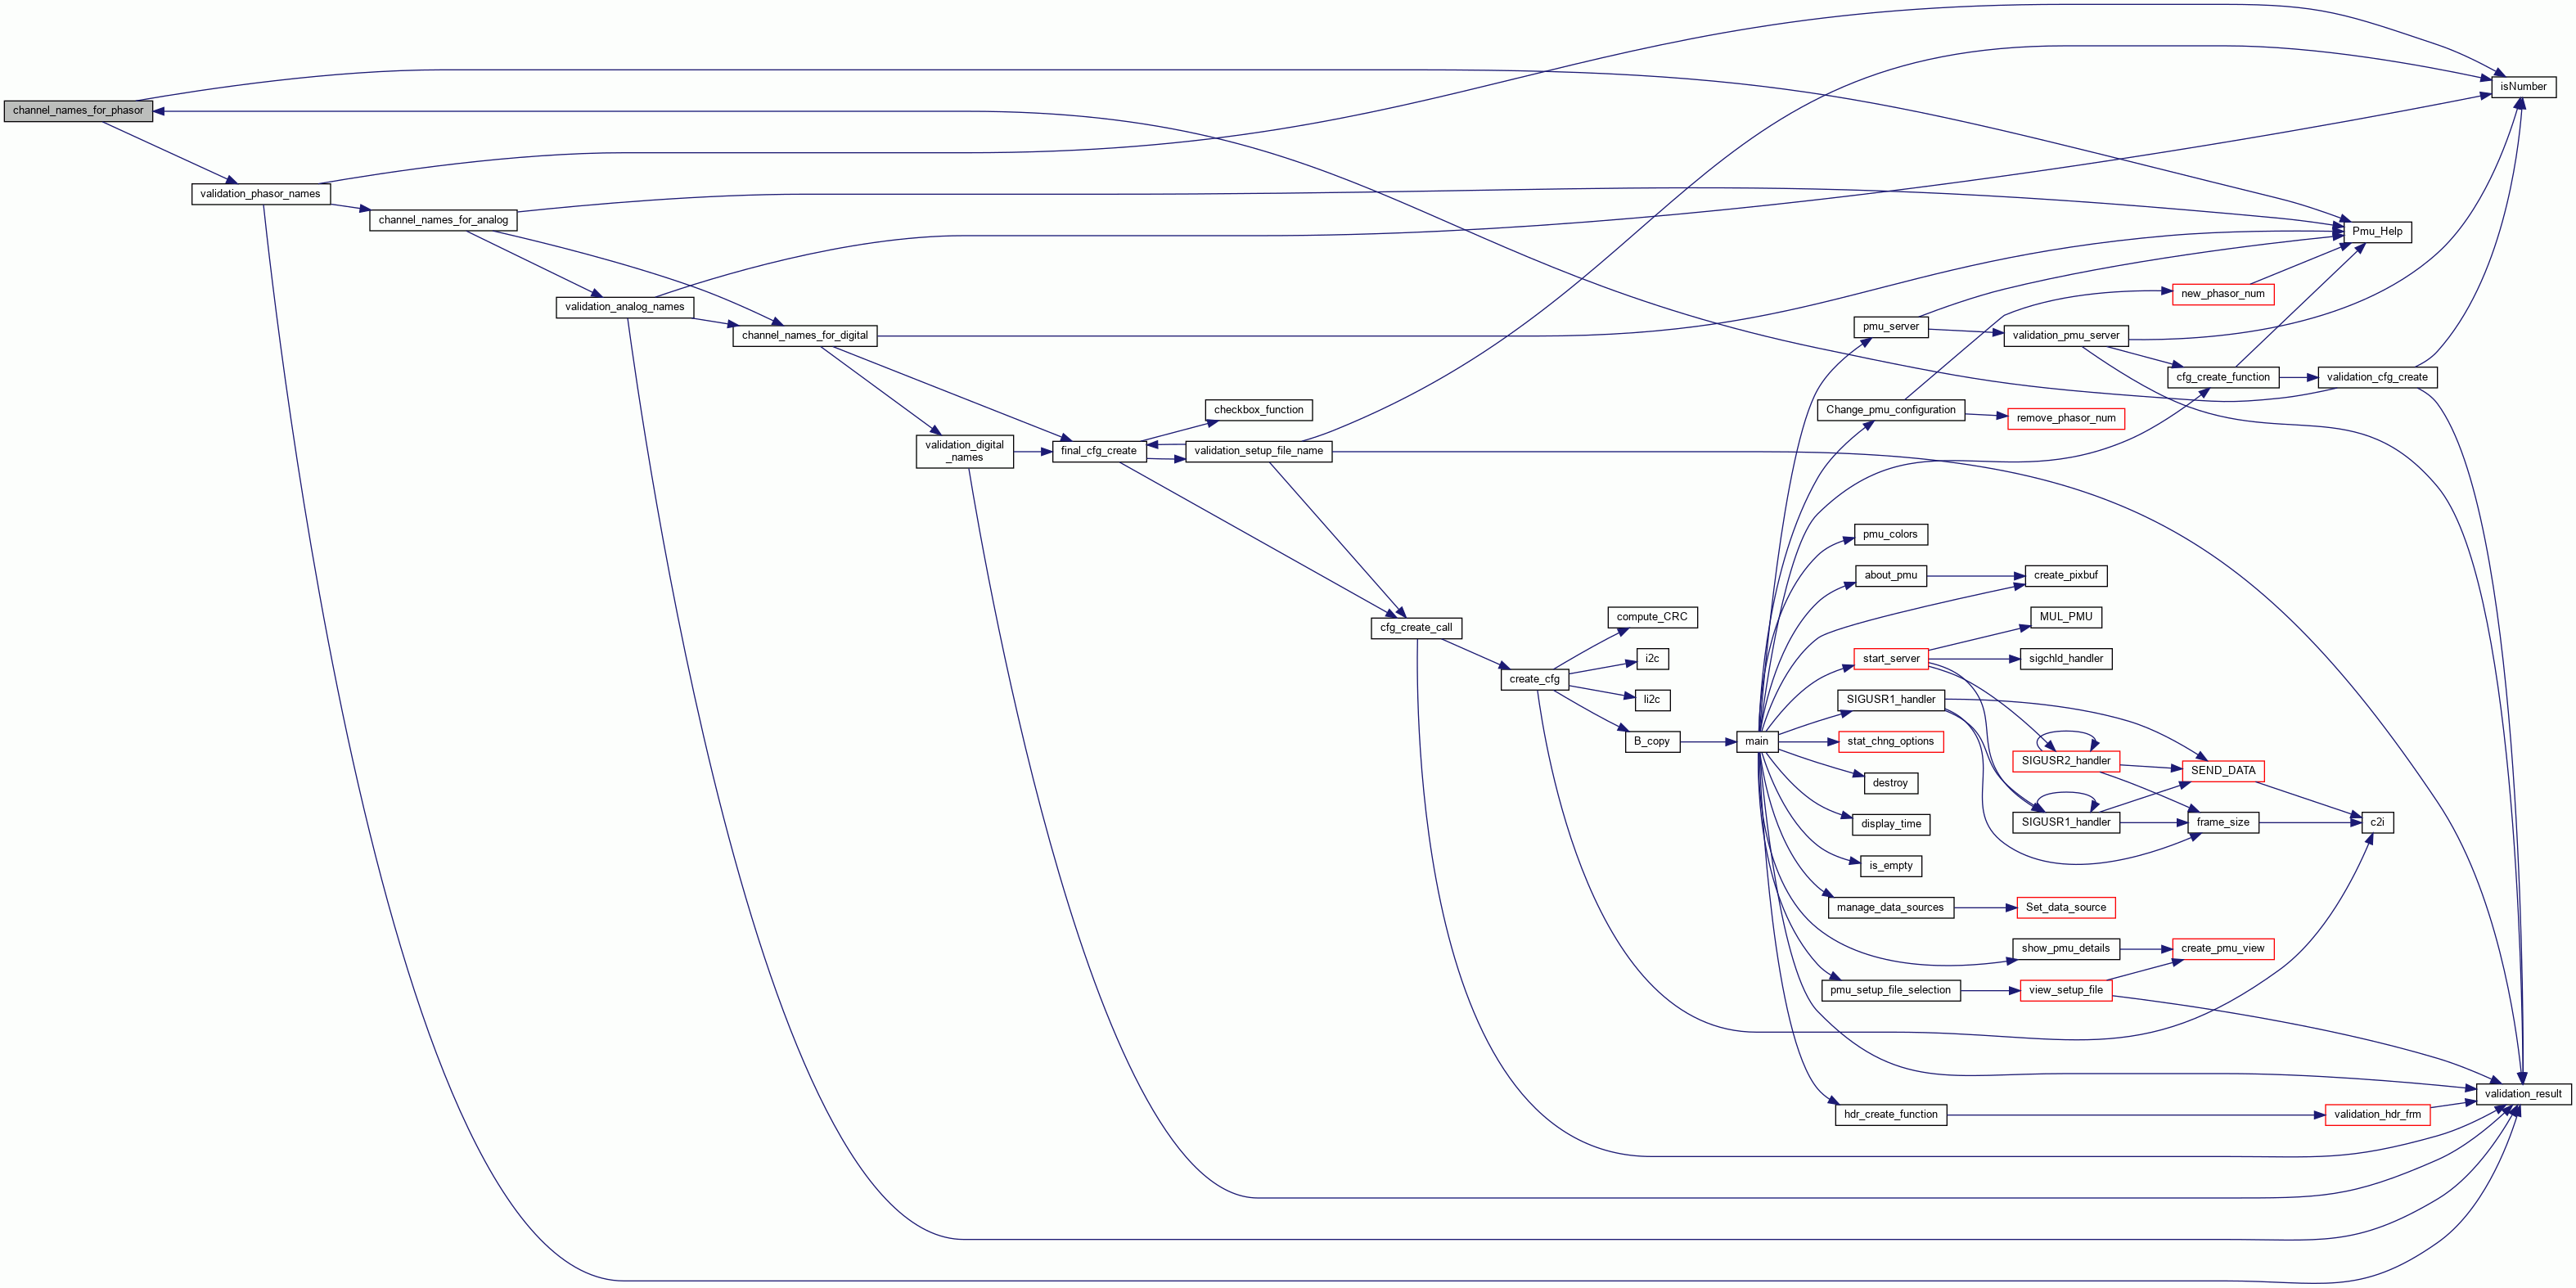 channel_names_for_phasor
validation_phasor_names
channel_names_for_analog
validation_analog_names
channel_names_for_digital
validation_digital
_names
final_cfg_create
checkbox_function
validation_setup_file_name
cfg_create_call
create_cfg
compute_CRC
i2c
li2c
B_copy
main
pmu_server
Change_pmu_configuration
pmu_colors
about_pmu
start_server
SIGUSR1_handler
stat_chng_options
destroy
display_time
is_empty
manage_data_sources
pmu_setup_file_selection
hdr_create_function
validation_pmu_server
remove_phasor_num
create_pixbuf
MUL_PMU
sigchld_handler
SIGUSR2_handler
SIGUSR1_handler
Set_data_source
show_pmu_details
view_setup_file
new_phasor_num
cfg_create_function
SEND_DATA
frame_size
create_pmu_view
Pmu_Help
validation_cfg_create
c2i
validation_hdr_frm
isNumber
validation_result